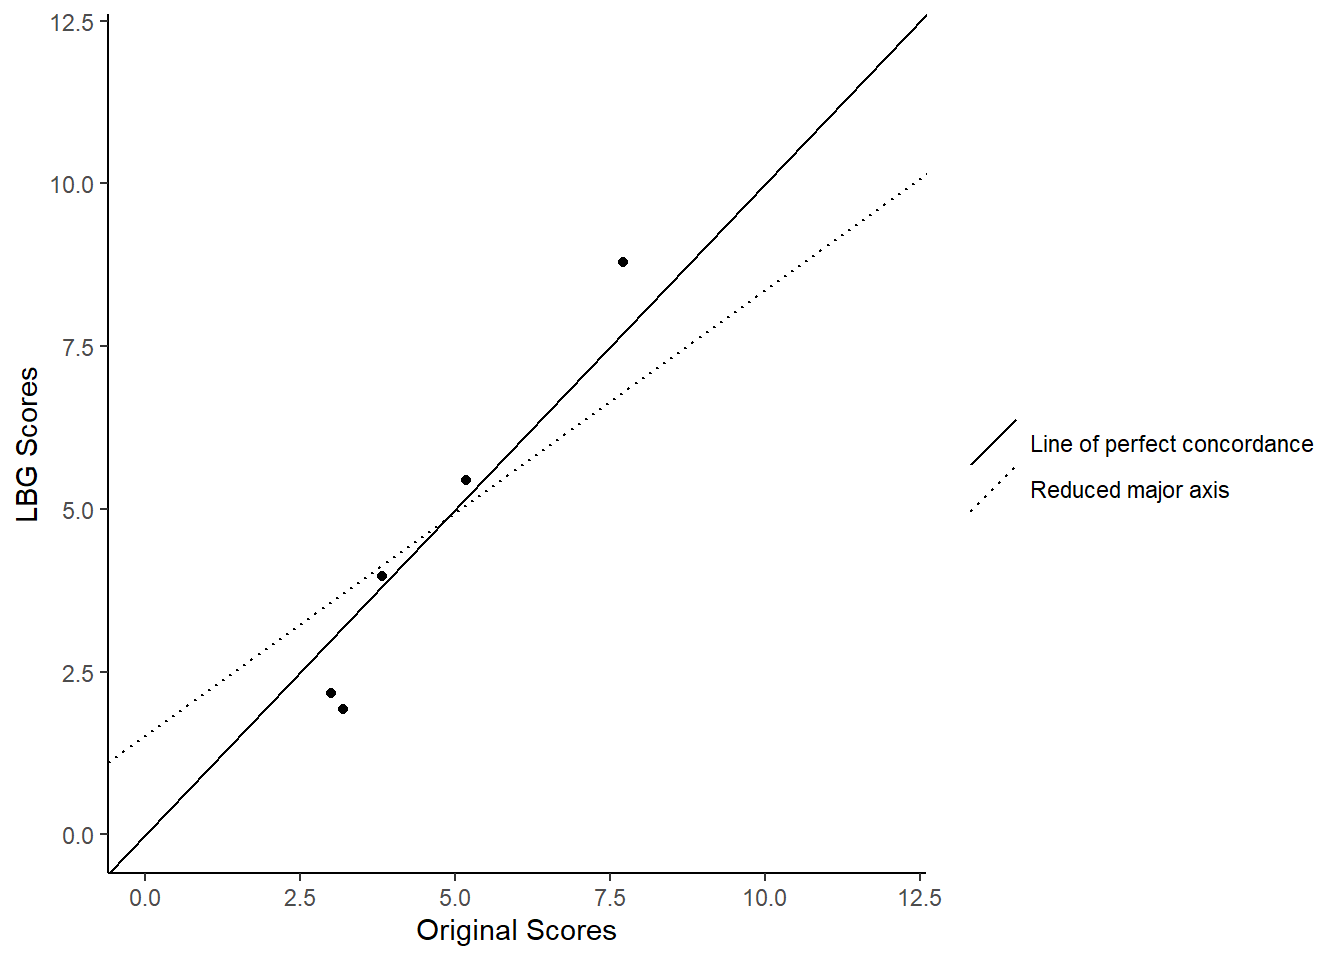 12.5
10.0
7.5
5.0
2.5
0.0
LBG Scores
0.0 2.5 5.0 7.5 10.0 12.5
Original Scores
Line of perfect concordance
Reduced major axis